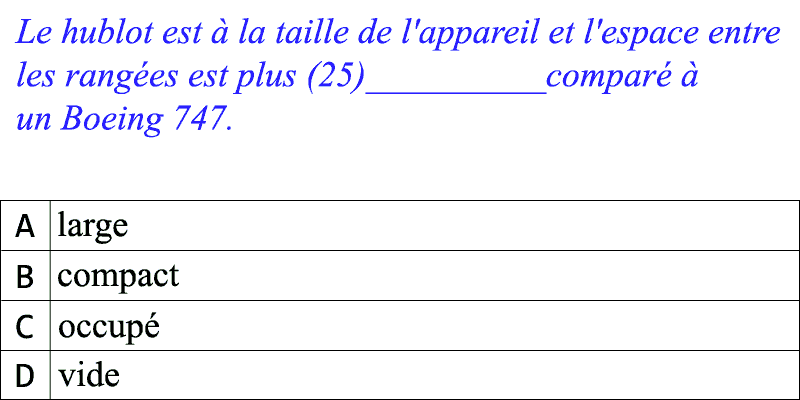 Le hublot est à la taille de l'appareil et l'espace entre
les rangées est plus (25)__________comparé à
un Boeing 747.
A large
B compact
C occupé
D vide